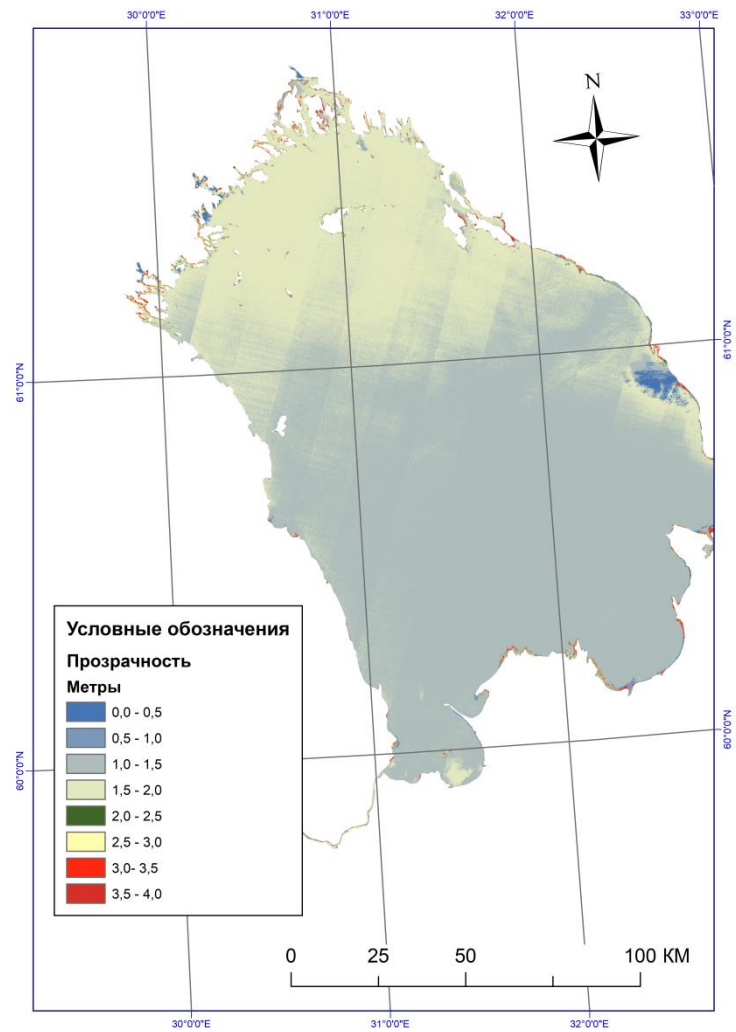 30°0'0"E 31°0'0"E 32°0'0"E 33°0'0"E
N
61°0'0"N
61°0'0"N
Условные обозначения
Прозрачность
Метры
0,0 - 0,5
0,5 - 1,0
1,0 - 1,5
1,5 - 2,0
2,0 - 2,5
2,5 - 3,0
3,0- 3,5
3,5 - 4,0
60°0'0"N
60°0'0"N
0 25 50 100 КМ
30°0'0"E 31°0'0"E 32°0'0"E